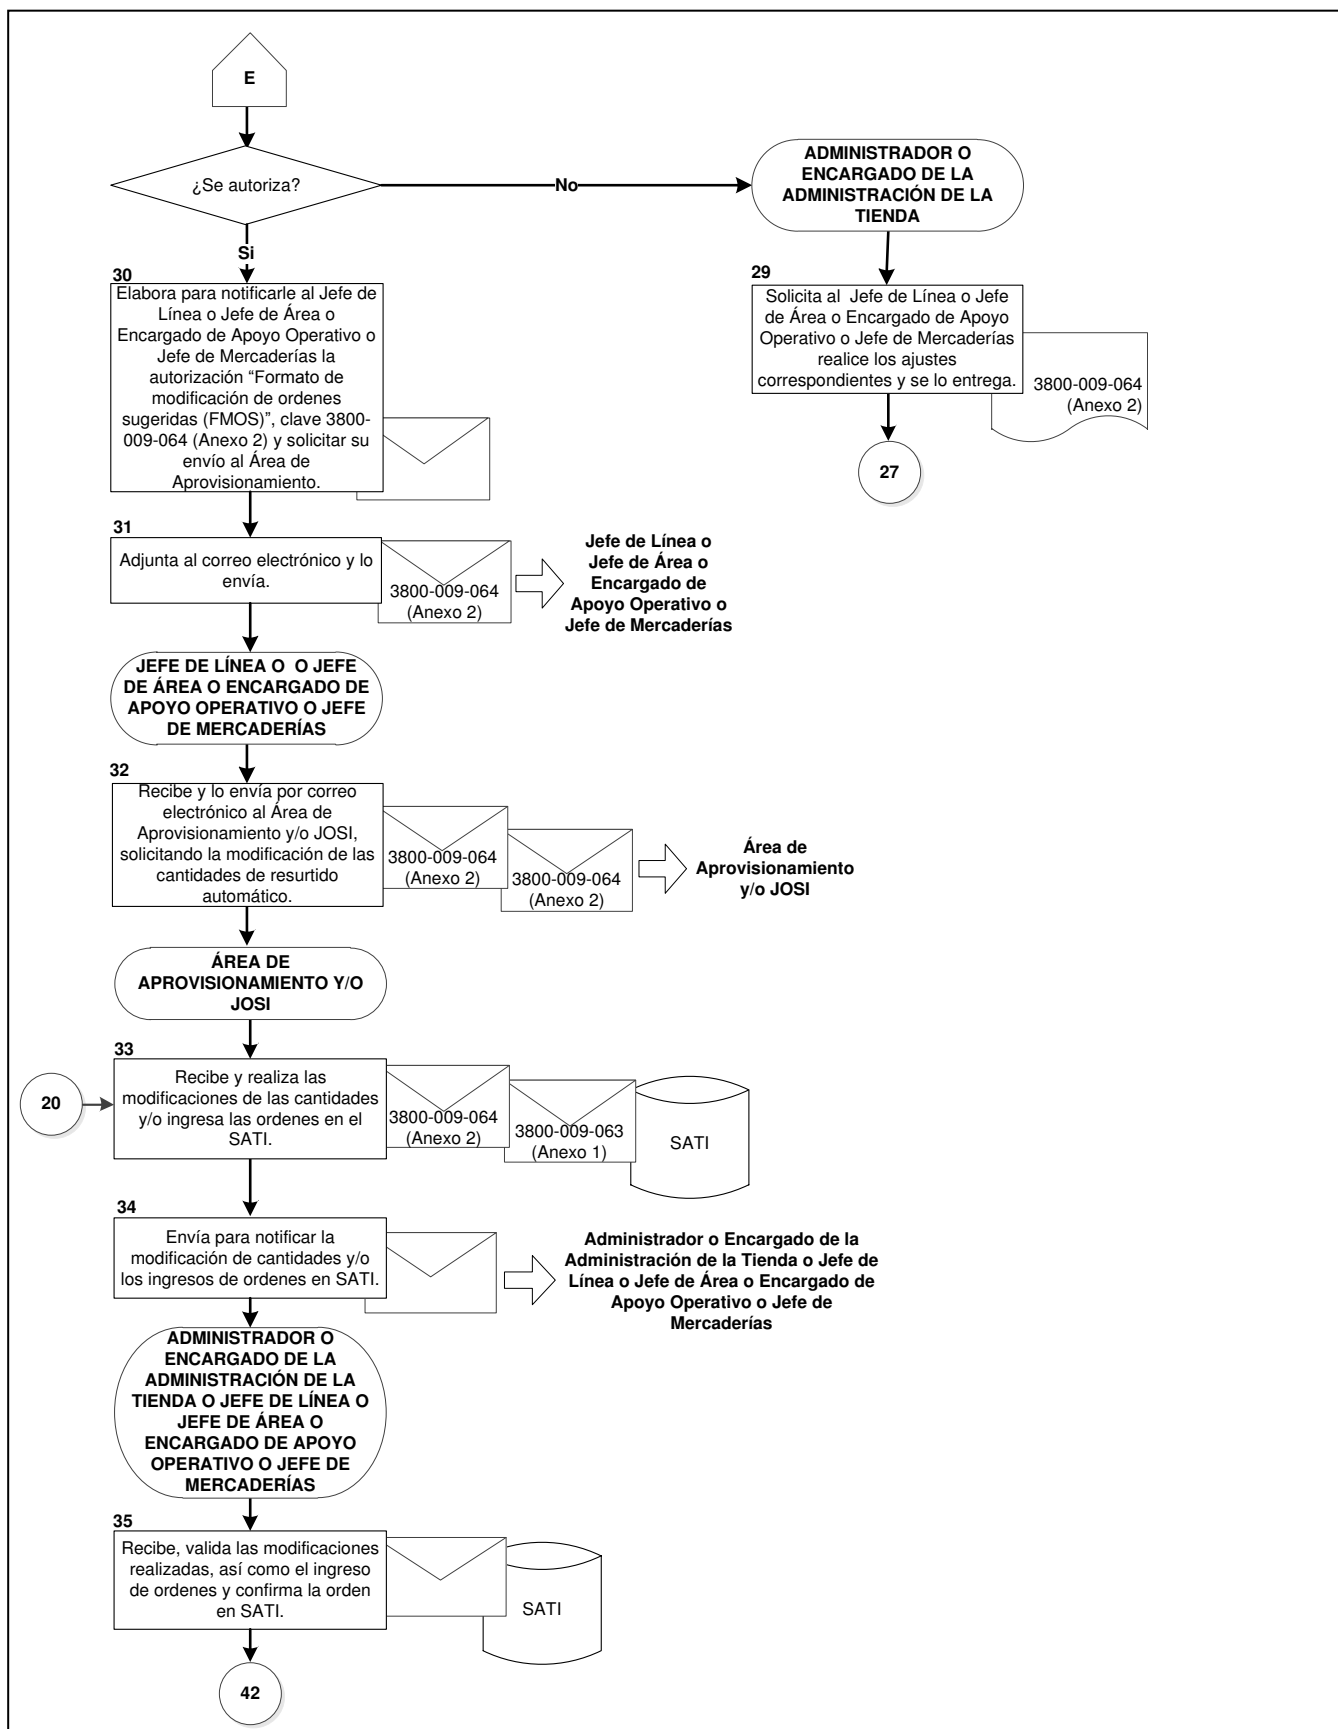 E
¿Se autoriza?
No
ADMINISTRADOR O
ENCARGADO DE LA
ADMINISTRACIÓN DE LA
TIENDA
29
Solicita al  Jefe de Línea o Jefe
de Área o Encargado de Apoyo
Operativo o Jefe de Mercaderías
realice los ajustes
correspondientes y se lo entrega.
3800-009-064
(Anexo 2)
27
Si
30
Elabora para notificarle al Jefe de
Línea o Jefe de Área o
Encargado de Apoyo Operativo o
Jefe de Mercaderías la
autorización “Formato de
modificación de ordenes
sugeridas (FMOS)”, clave 3800-
009-064 (Anexo 2) y solicitar su
envío al Área de
Aprovisionamiento.
31
Adjunta al correo electrónico y lo
envía.
3800-009-064
(Anexo 2)
Jefe de Línea o
Jefe de Área o
Encargado de
Apoyo Operativo o
Jefe de Mercaderías
JEFE DE LÍNEA O  O JEFE
DE ÁREA O ENCARGADO DE
APOYO OPERATIVO O JEFE
DE MERCADERÍAS
32
Recibe y lo envía por correo
electrónico al Área de
Aprovisionamiento y/o JOSI,
solicitando la modificación de las
cantidades de resurtido
automático.
3800-009-064
(Anexo 2)
3800-009-064
(Anexo 2)
Área de
Aprovisionamiento
y/o JOSI
ÁREA DE
APROVISIONAMIENTO Y/O
JOSI
33
20
Recibe y realiza las
modificaciones de las cantidades
y/o ingresa las ordenes en el
SATI.
3800-009-064
(Anexo 2)
3800-009-063
(Anexo 1)
SATI
34
Envía para notificar la
modificación de cantidades y/o
los ingresos de ordenes en SATI.
Administrador o Encargado de la
Administración de la Tienda o Jefe de
Línea o Jefe de Área o Encargado de
Apoyo Operativo o Jefe de
Mercaderías
ADMINISTRADOR O
ENCARGADO DE LA
ADMINISTRACIÓN DE LA
TIENDA O JEFE DE LÍNEA O
JEFE DE ÁREA O
ENCARGADO DE APOYO
OPERATIVO O JEFE DE
MERCADERÍAS
35
Recibe, valida las modificaciones
realizadas, así como el ingreso
de ordenes y confirma la orden
en SATI.
SATI
42